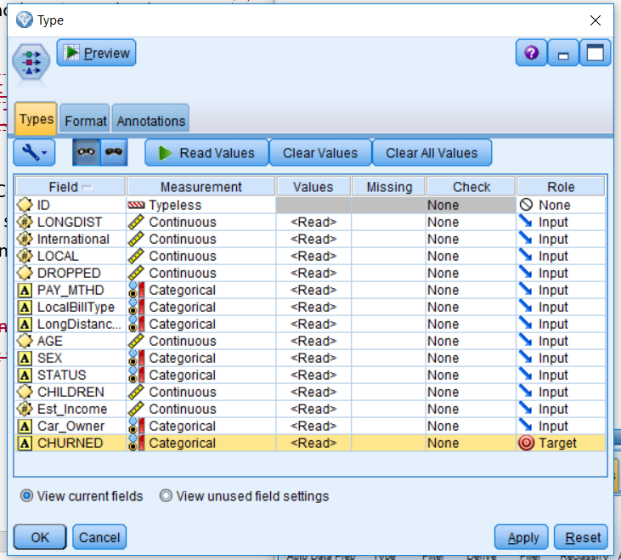 Type
Preview
Types Format Annotations
Read Values Clear Values Clear All Values
Field Measurement Values Missing Check Role
ID Typeless None None
LONGDIST Continuous <Read> None Input
International Continuous <Read> None Input
LOCAL Continuous <Read> None Input
DROPPED Continuous <Read> None Input
PAY_MTHD Categorical <Read> None Input
LocalBillType Categorical <Read> None Input
LongDistanc... Categorical <Read> None Input
AGE Continuous <Read> None Input
SEX Categorical <Read> None Input
STATUS Categorical <Read> None Input
CHILDREN Continuous <Read> None Input
Est_Income Continuous <Read> None Input
Car_Owner Categorical <Read> None Input
CHURNED Categorical <Read> None Target
View current fields View unused field settings
OK Cancel Apply Reset